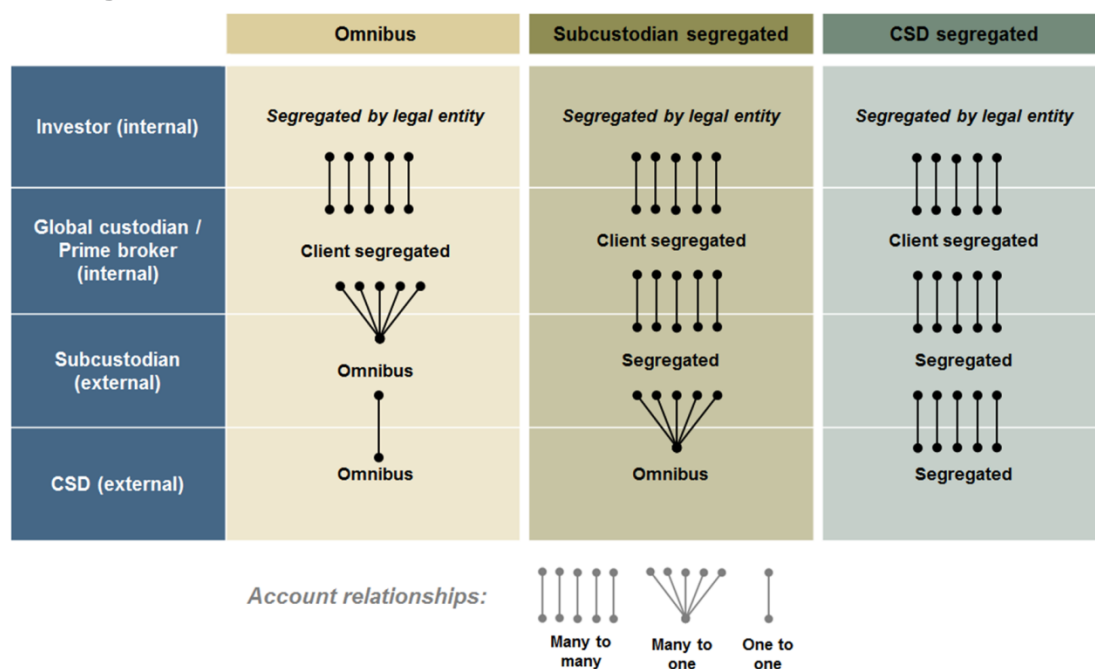 Omnibus
Subcustodian segregated
CSD segregated
Investor (internal)
Segregated by legal entity
Segregated by legal entity
Segregated by legal entity
Global custodian /
Prime broker
(internal)
Client segregated
Client segregated
Client segregated
Subcustodian
(external)
Omnibus
Segregated
Segregated
CSD (external)
Omnibus
Omnibus
Segregated
Account relationships:
Many to
many
Many to
one
One to
one